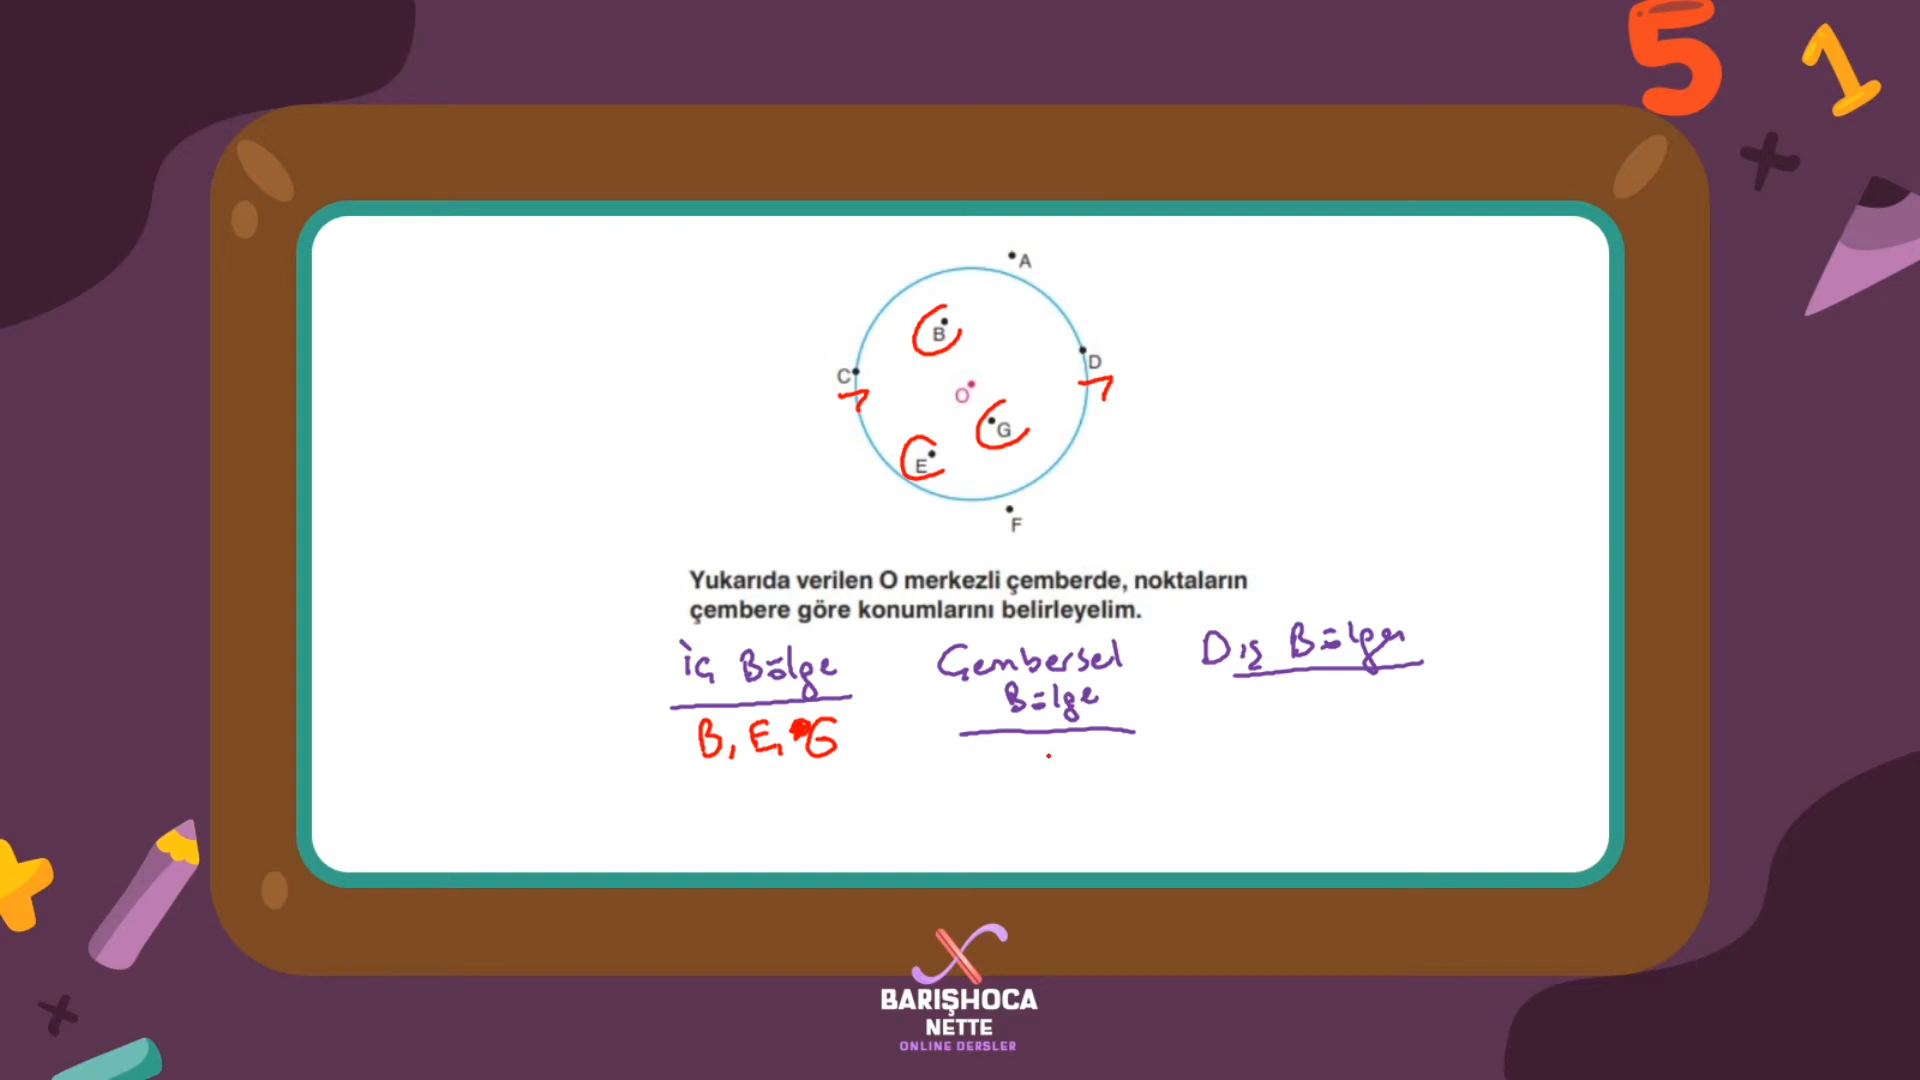 5 1
A
B
D
C
O
G
E
F
Yukarıda verilen O merkezli çemberde, noktaların
çembere göre konumlarını belirleyelim.
İç Bölge
B, E, G
Çembersel
Bölge
Dış Bölge
BARIŞHOCA
NETTE
ONLINE DERSLER